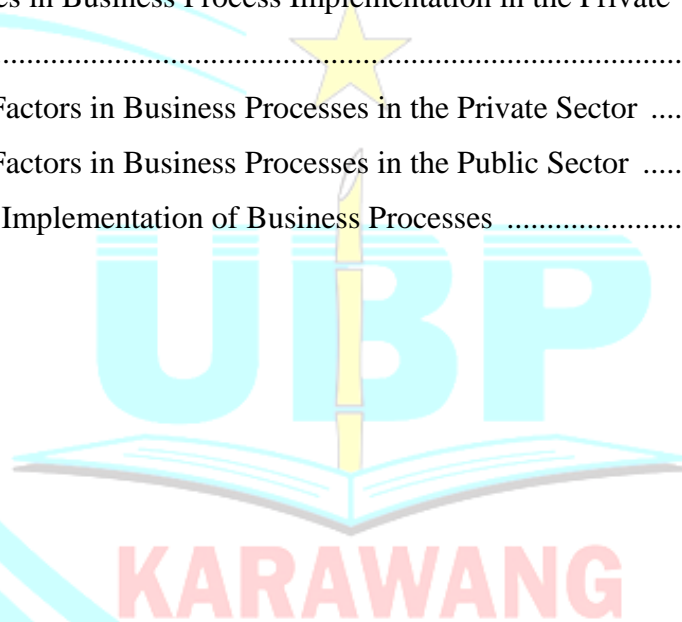 es in Business Process Implementation in the Private
................................................................................................
Factors in Business Processes in the Private Sector ....
Factors in Business Processes in the Public Sector .....
Implementation of Business Processes .......................
UBP
KARAWANG